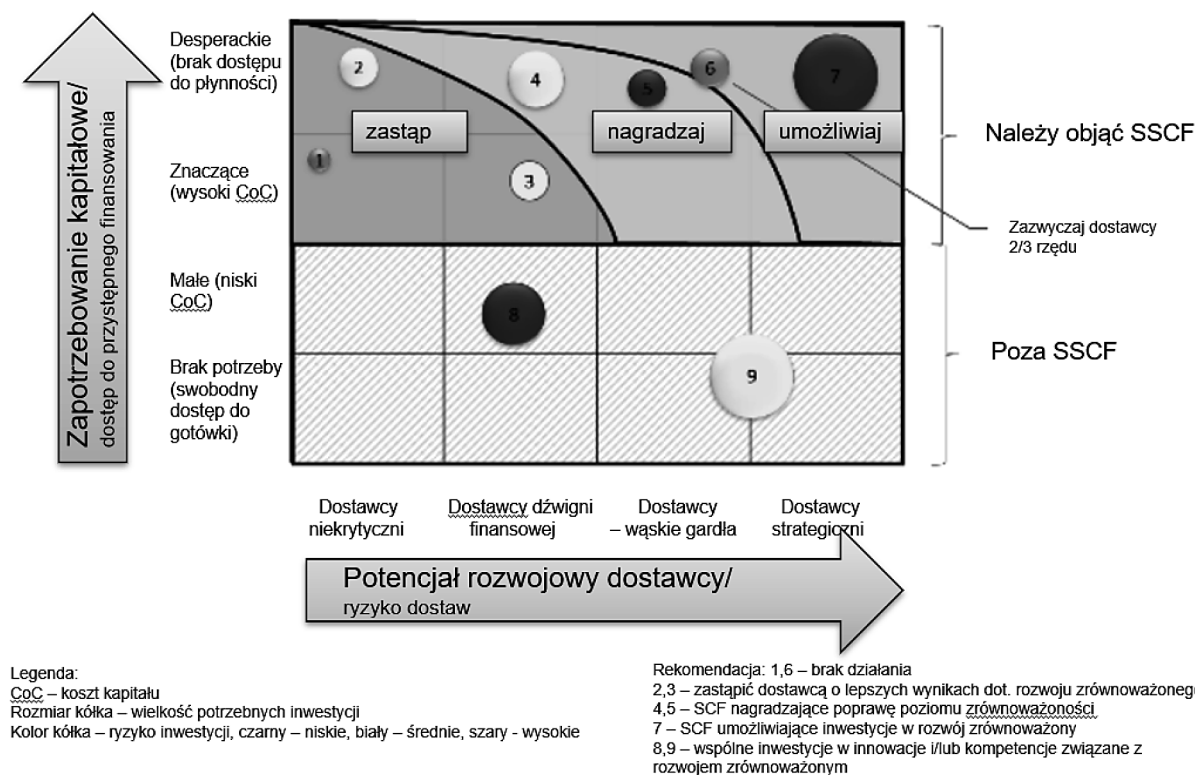 Zapotrzebowanie kapitałowe/
dostęp do przystępnego finansowania
Desperackie
(brak dostępu
do płynności)
Znaczące
(wysoki CoC)
Małe (niski
CoC)
Brak potrzeby
(swobodny
dostęp do
gotówki)
2
4
5
6
7
zastąp
nagradzaj
umożliwiaj
1
3
8
9
Należy objąć SSCF
Zazwyczaj dostawcy
2/3 rzędu
Poza SSCF
Dostawcy
niekrytyczni
Dostawcy dźwigni
finansowej
Dostawcy
– wąskie gardła
Dostawcy
strategiczni
Potencjał rozwojowy dostawcy/
ryzyko dostaw
Legenda:
CoC – koszt kapitału
Rozmiar kółka – wielkość potrzebnych inwestycji
Kolor kółka – ryzyko inwestycji, czarny – niskie, biały – średnie, szary - wysokie
Rekomendacja: 1,6 – brak działania
2,3 – zastąpić dostawcą o lepszych wynikach dot. rozwoju zrównoważoneg
4,5 – SCF nagradzające poprawę poziomu zrównoważoności
7 – SCF umożliwiające inwestycje w rozwój zrównoważony
8,9 – wspólne inwestycje w innowacje i/lub kompetencje związane z
rozwojem zrównoważonym